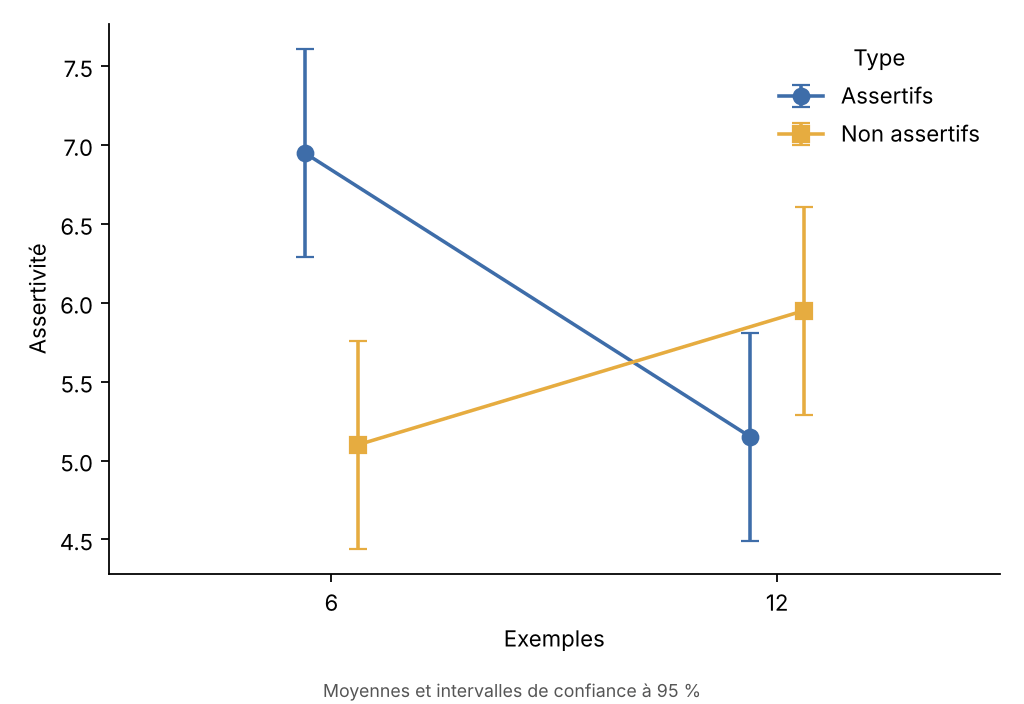 Type
Assertifs
Non assertifs
Assertivité
7.5
7.0
6.5
6.0
5.5
5.0
4.5
6
12
Exemples
Moyennes et intervalles de confiance à 95 %